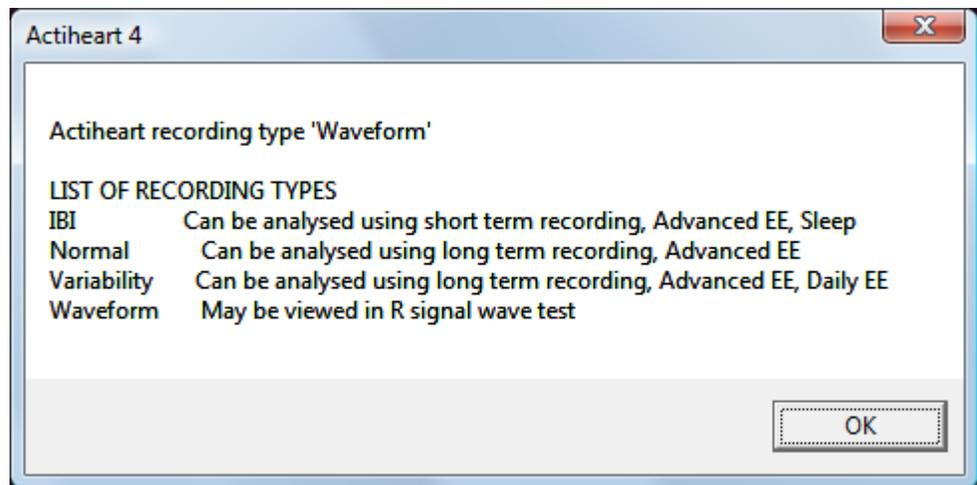 Actiheart 4
Actiheart recording type 'Waveform'
LIST OF RECORDING TYPES
IBI Can be analysed using short term recording, Advanced EE, Sleep
Normal Can be analysed using long term recording, Advanced EE
Variability Can be analysed using long term recording, Advanced EE, Daily EE
Waveform May be viewed in R signal wave test
OK